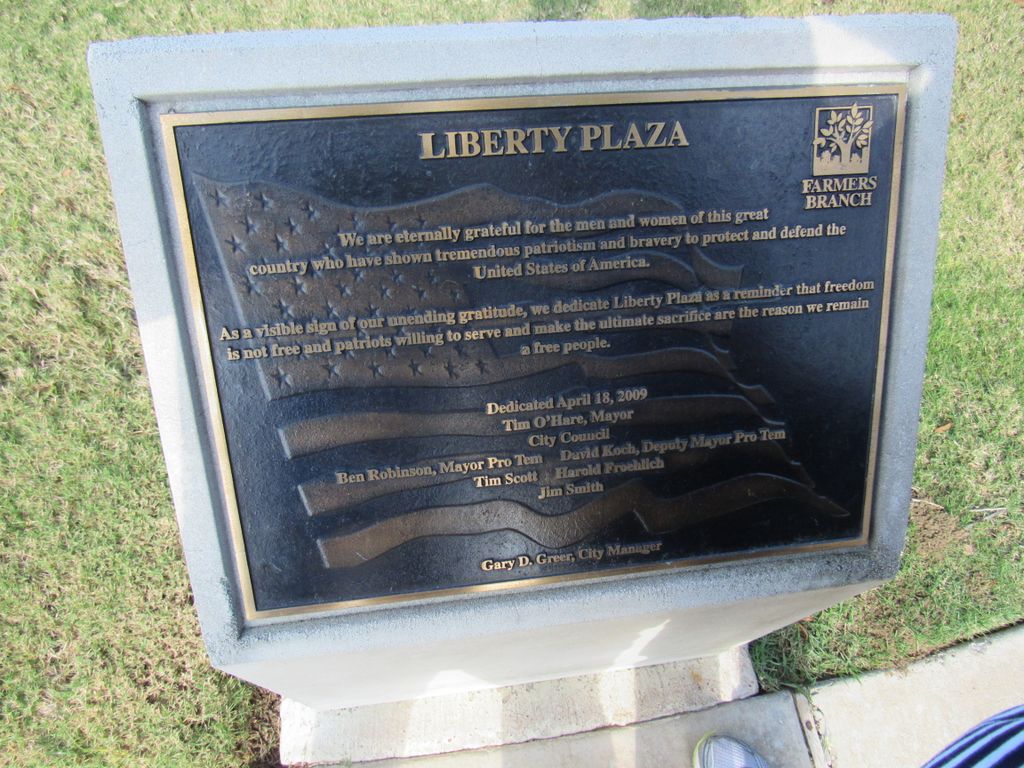 LIBERTY PLAZA
FARMERS
BRANCH
We are eternally grateful for the men and women of this great
country who have shown tremendous patriotism and bravery to protect and defend the
United States of America.
As a visible sign of our unending gratitude, we dedicate Liberty Plaza as a reminder that freedom
is not free and patriots willing to serve and make the ultimate sacrifice are the reason we remain
a free people.
Dedicated April 18, 2009
Tim O'Hare, Mayor
City Council
Ben Robinson, Mayor Pro Tem David Koch, Deputy Mayor Pro Tem
Tim Scott Harold Froehlich
Jim Smith
Gary D. Greer, City Manager